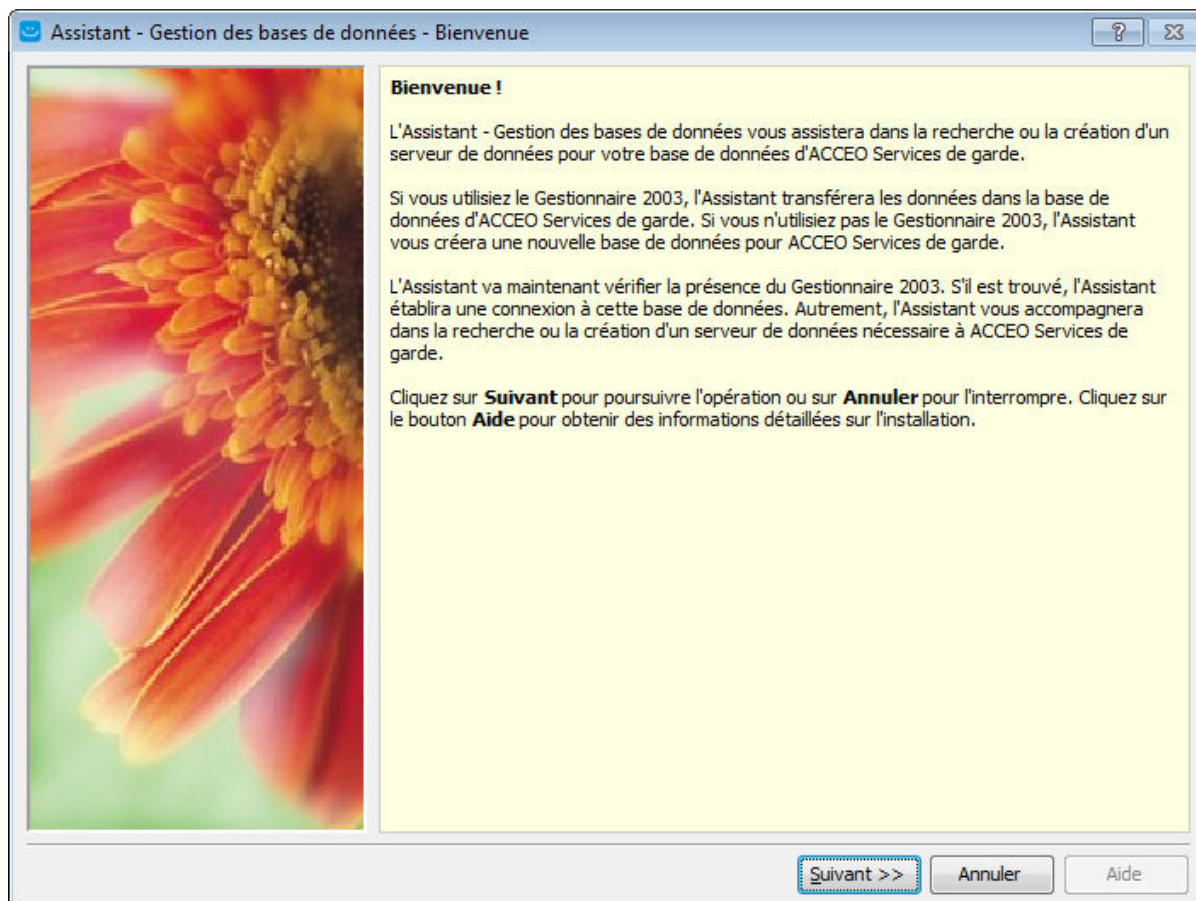 Assistant - Gestion des bases de données - Bienvenue
Bienvenue !
L'Assistant - Gestion des bases de données vous assistera dans la recherche ou la création d'un
serveur de données pour votre base de données d'ACCEO Services de garde.
Si vous utilisiez le Gestionnaire 2003, l'Assistant transférera les données dans la base de
données d'ACCEO Services de garde. Si vous n'utilisiez pas le Gestionnaire 2003, l'Assistant
vous créera une nouvelle base de données pour ACCEO Services de garde.
L'Assistant va maintenant vérifier la présence du Gestionnaire 2003. S'il est trouvé, l'Assistant
établira une connexion à cette base de données. Autrement, l'Assistant vous accompagnera
dans la recherche ou la création d'un serveur de données nécessaire à ACCEO Services de
garde.
Cliquez sur Suivant pour poursuivre l'opération ou sur Annuler pour l'interrompre. Cliquez sur
le bouton Aide pour obtenir des informations détaillées sur l'installation.
Suivant >> Annuler Aide